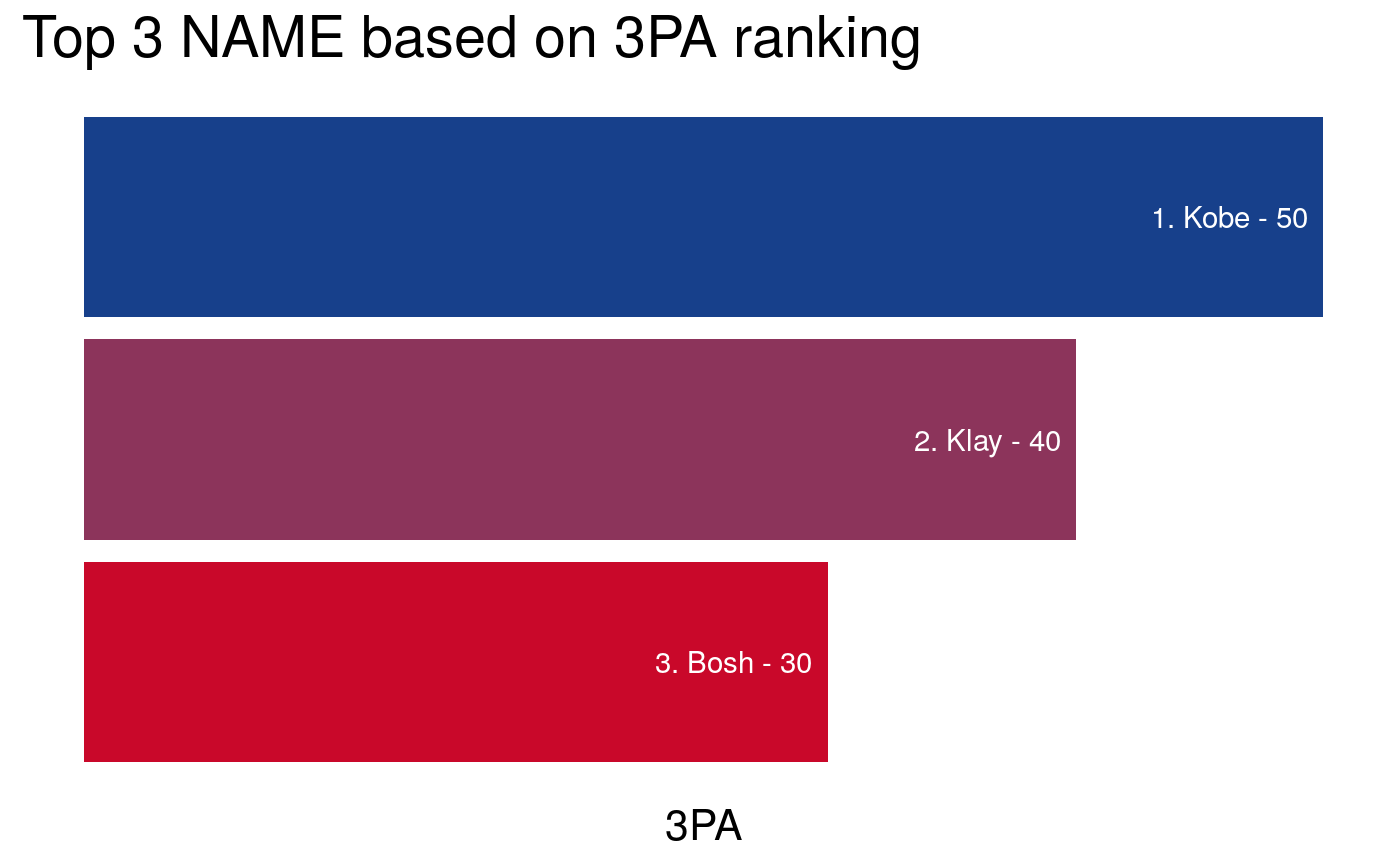 Top 3 NAME based on 3PA ranking
1. Kobe - 50
2. Klay - 40
3. Bosh - 30
3PA